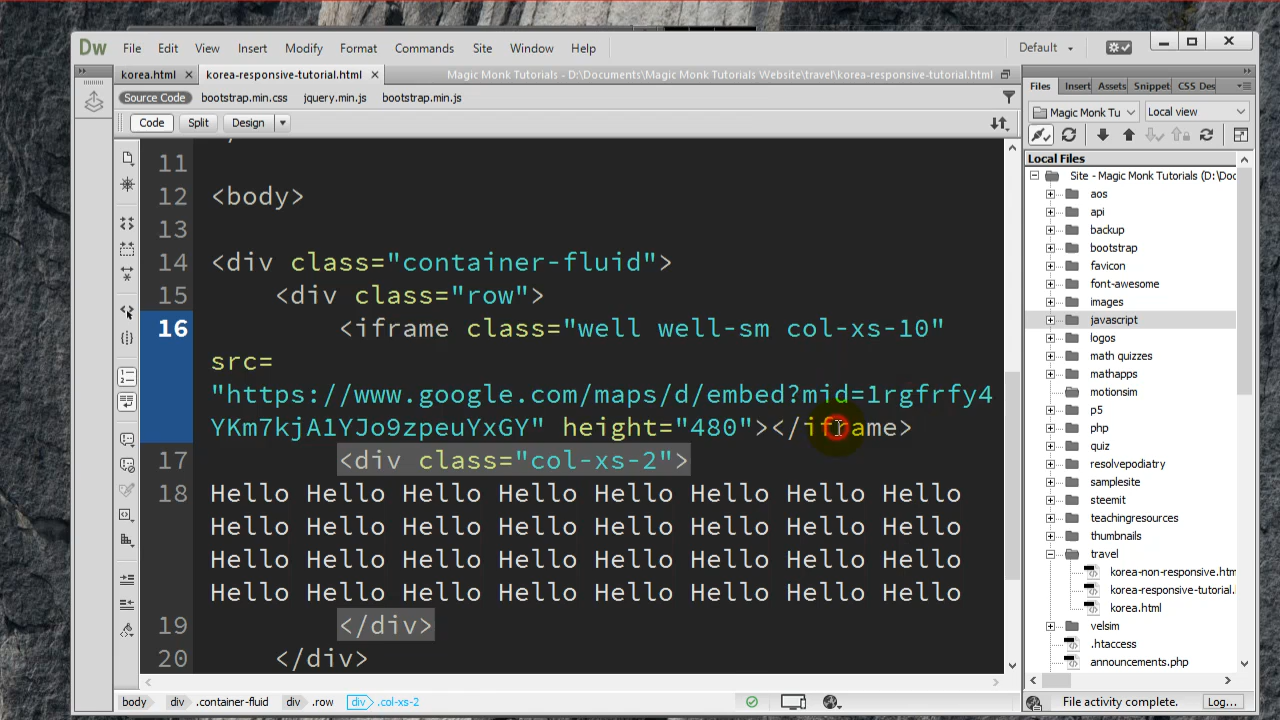 Dw File Edit View Insert Modify Format Commands Site Window Help Default
korea.html korea-responsive-tutorial.html Magic Monk Tutorials - D:\Documents\Magic Monk Tutorials Website\travel\korea-responsive-tutorial.html
Source Code bootstrap.min.css jquery.min.js bootstrap.min.js
Code Split Design
11
12 <body>
13
14 <div class="container-fluid">
15 <div class="row">
16 <iframe class="well well-sm col-xs-10"
src=
"https://www.google.com/maps/d/embed?mid=1rgfrfy4
YKm7kjA1YJo9zpeuYxGY" height="480"></iframe>
17 <div class="col-xs-2">
18 Hello Hello Hello Hello Hello Hello Hello Hello
Hello Hello Hello Hello Hello Hello Hello Hello
Hello Hello Hello Hello Hello Hello Hello Hello
Hello Hello Hello Hello Hello Hello Hello Hello
19 </div>
20 </div>
body div .container-fluid div .row div .col-xs-2
Files Insert Assets Snippet CSS Des
Magic Monk Tu Local view
Local Files
Site - Magic Monk Tutorials (D:\Doc
aos
api
backup
bootstrap
favicon
font-awesome
images
javascript
logos
math quizzes
mathapps
motionsim
p5
php
quiz
resolvepodiatry
samplesite
steemit
teachingresources
thumbnails
travel
korea-non-responsive.htm
korea-responsive-tutorial.
korea.html
velsim
.htaccess
announcements.php
File activity complete. Log...